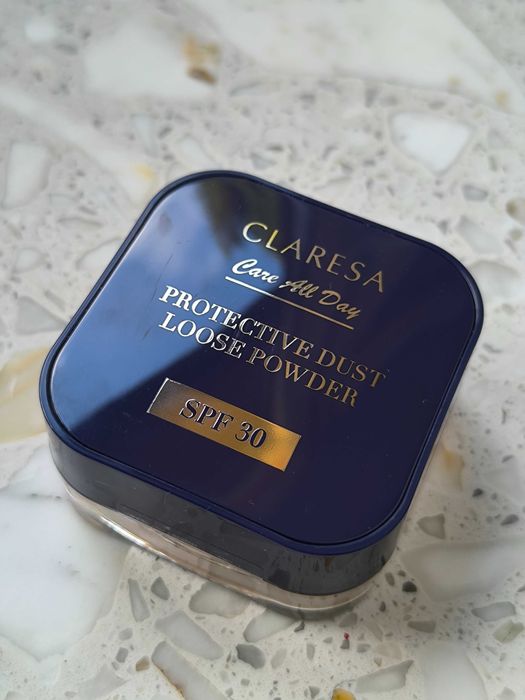 CLARESA
Care All Day
PROTECTIVE DUST
LOOSE POWDER
SPF 30